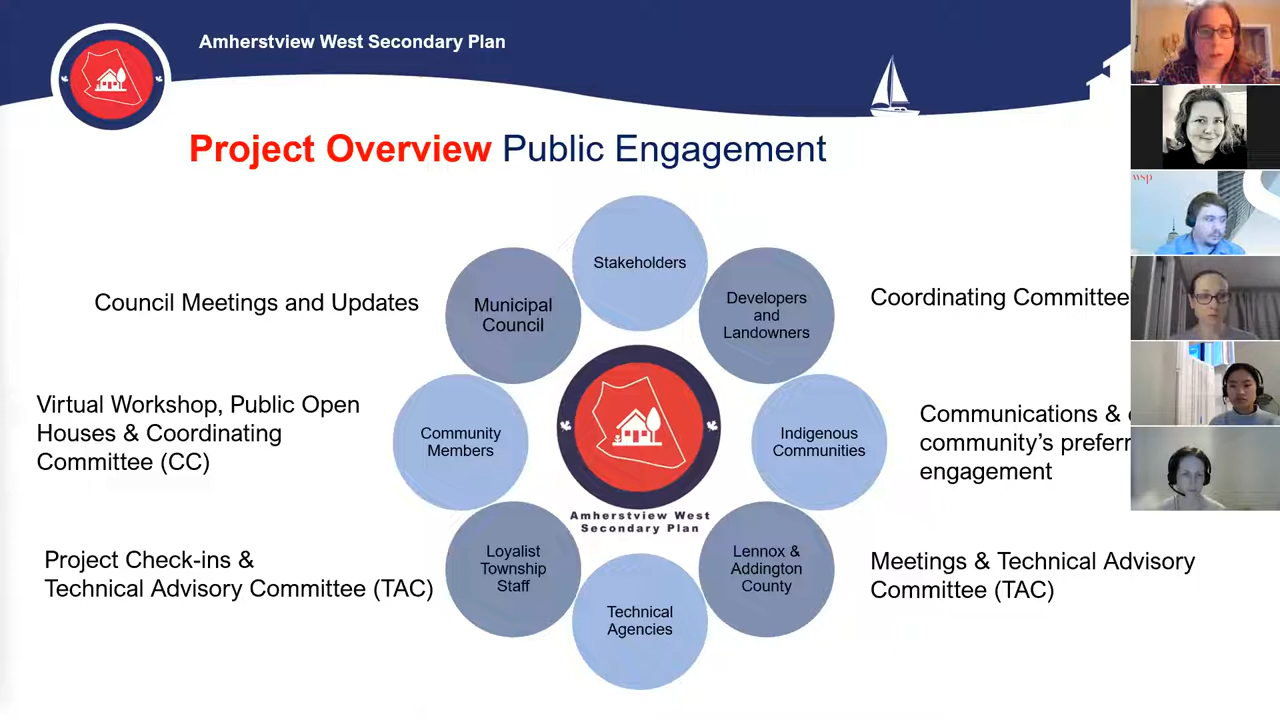 Amherstview West Secondary Plan
Project Overview Public Engagement
wsp
Stakeholders
Municipal
Council
Developers
and
Landowners
Council Meetings and Updates
Coordinating Committee
Virtual Workshop, Public Open
Houses & Coordinating
Committee (CC)
Community
Members
Indigenous
Communities
Communications &
community's
engagement
Amherstview West
Secondary Plan
Project Check-ins &
Technical Advisory Committee (TAC)
Loyalist
Township
Staff
Lennox &
Addington
County
Meetings & Technical Advisory
Committee (TAC)
Technical
Agencies